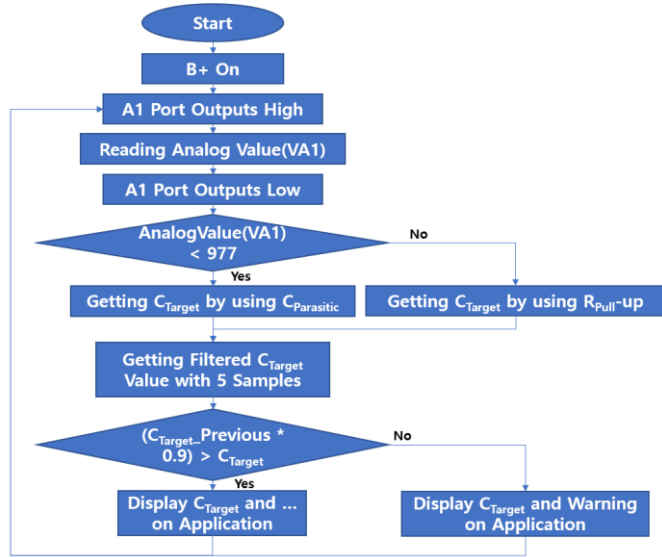 Start
B+ On
A1 Port Outputs High
Reading Analog Value(VA1)
A1 Port Outputs Low
AnalogValue(VA1)
< 977
No
Yes
Getting CTarget by using CParasitic
Getting CTarget by using RPull-up
Getting Filtered CTarget
Value with 5 Samples
(CTarget_Previous *
0.9) > CTarget
No
Yes
Display CTarget and ...
on Application
Display CTarget and Warning
on Application